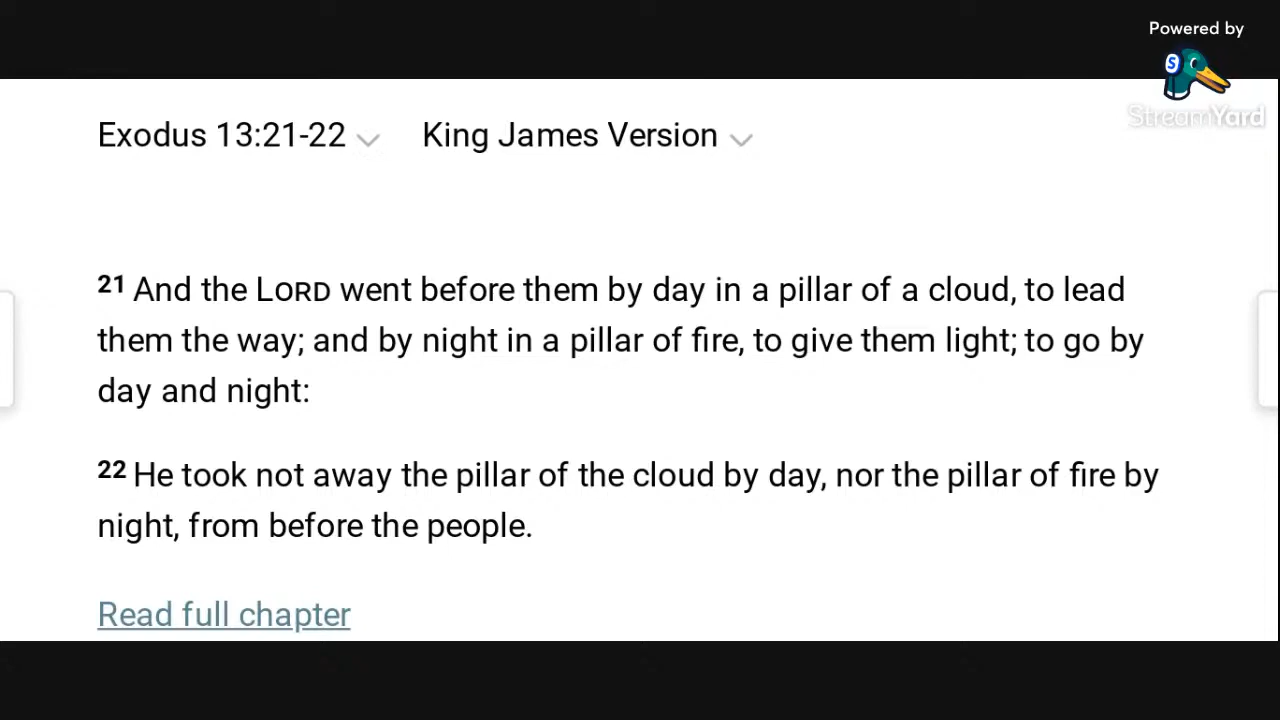 Powered by
S
StreamYard
Exodus 13:21-22 King James Version
21 And the LORD went before them by day in a pillar of a cloud, to lead
them the way; and by night in a pillar of fire, to give them light; to go by
day and night:
22 He took not away the pillar of the cloud by day, nor the pillar of fire by
night, from before the people.
Read full chapter